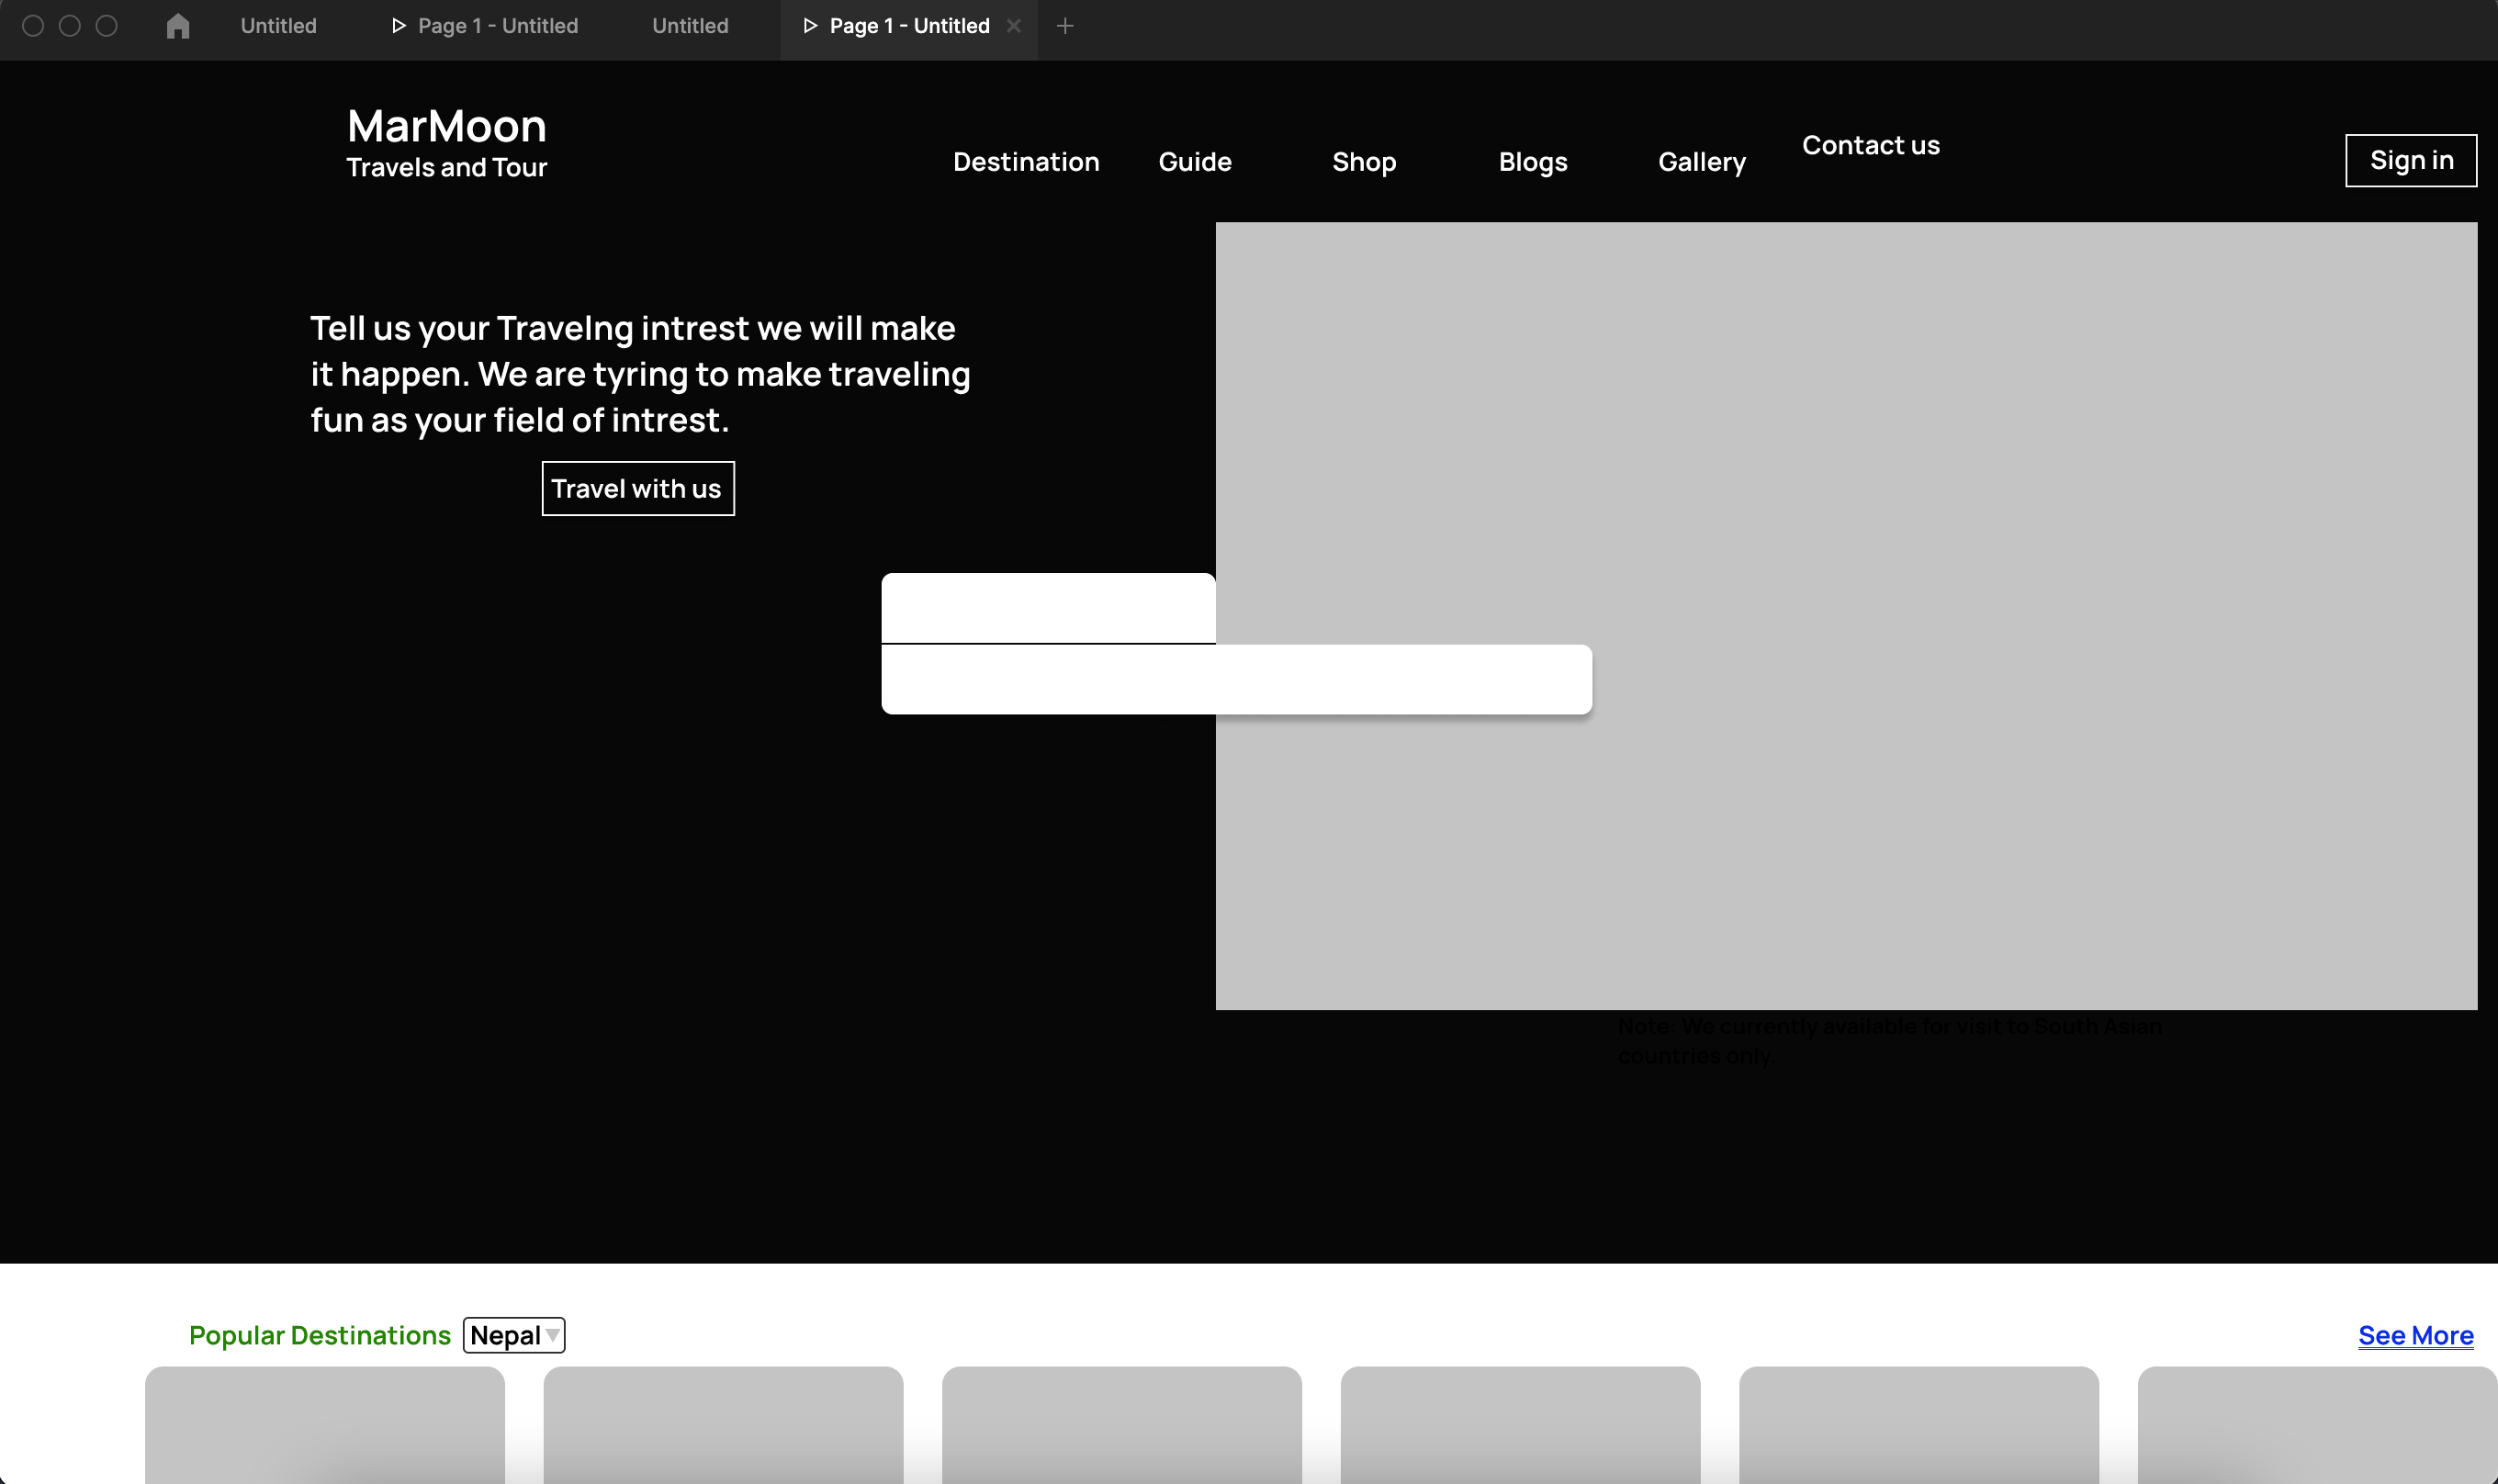 Untitled
Page 1 - Untitled
Untitled
Page 1 - Untitled
MarMoon
Travels and Tour
Destination
Guide
Shop
Blogs
Gallery
Contact us
Sign in
Tell us your Travelng intrest we will make
it happen. We are tyring to make traveling
fun as your field of intrest.
Travel with us
Note: We currently available for visit to South Asian
countries only.
Popular Destinations
Nepal
See More